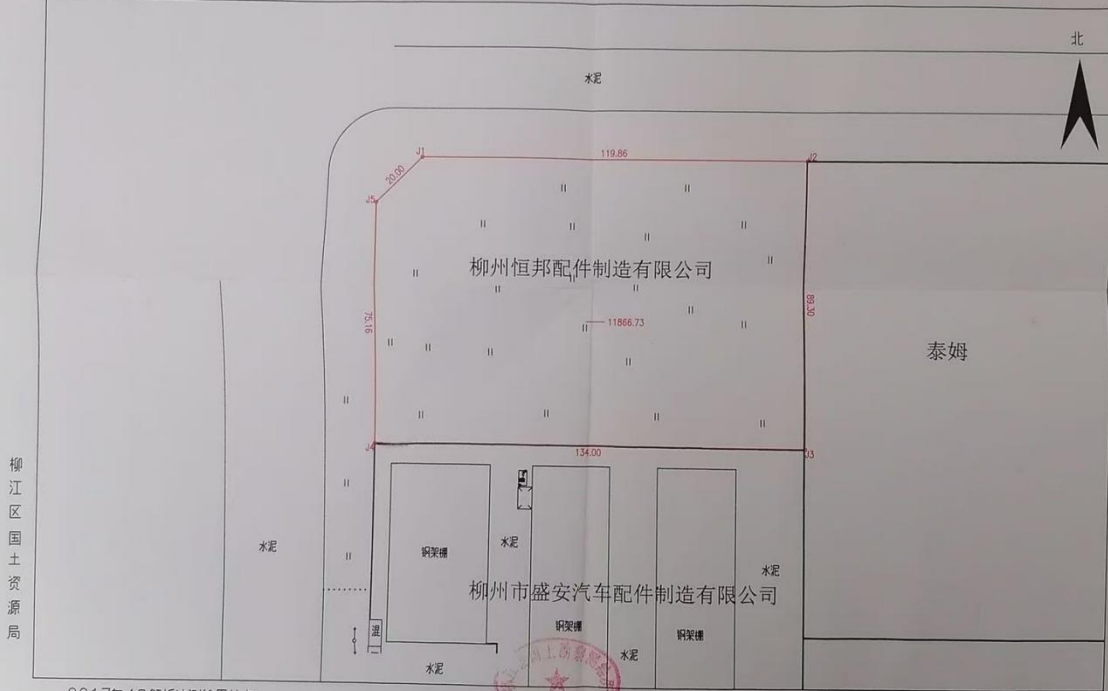 北
水泥
J1
119.86
J2
20.00
J5
柳州恒邦配件制造有限公司
75.16
11866.73
89.30
泰姆
J4
134.00
J3
柳江区国土资源局
水泥
钢架棚
水泥
水泥
柳州市盛安汽车配件制造有限公司
钢架棚
钢架棚
混
水泥
水泥